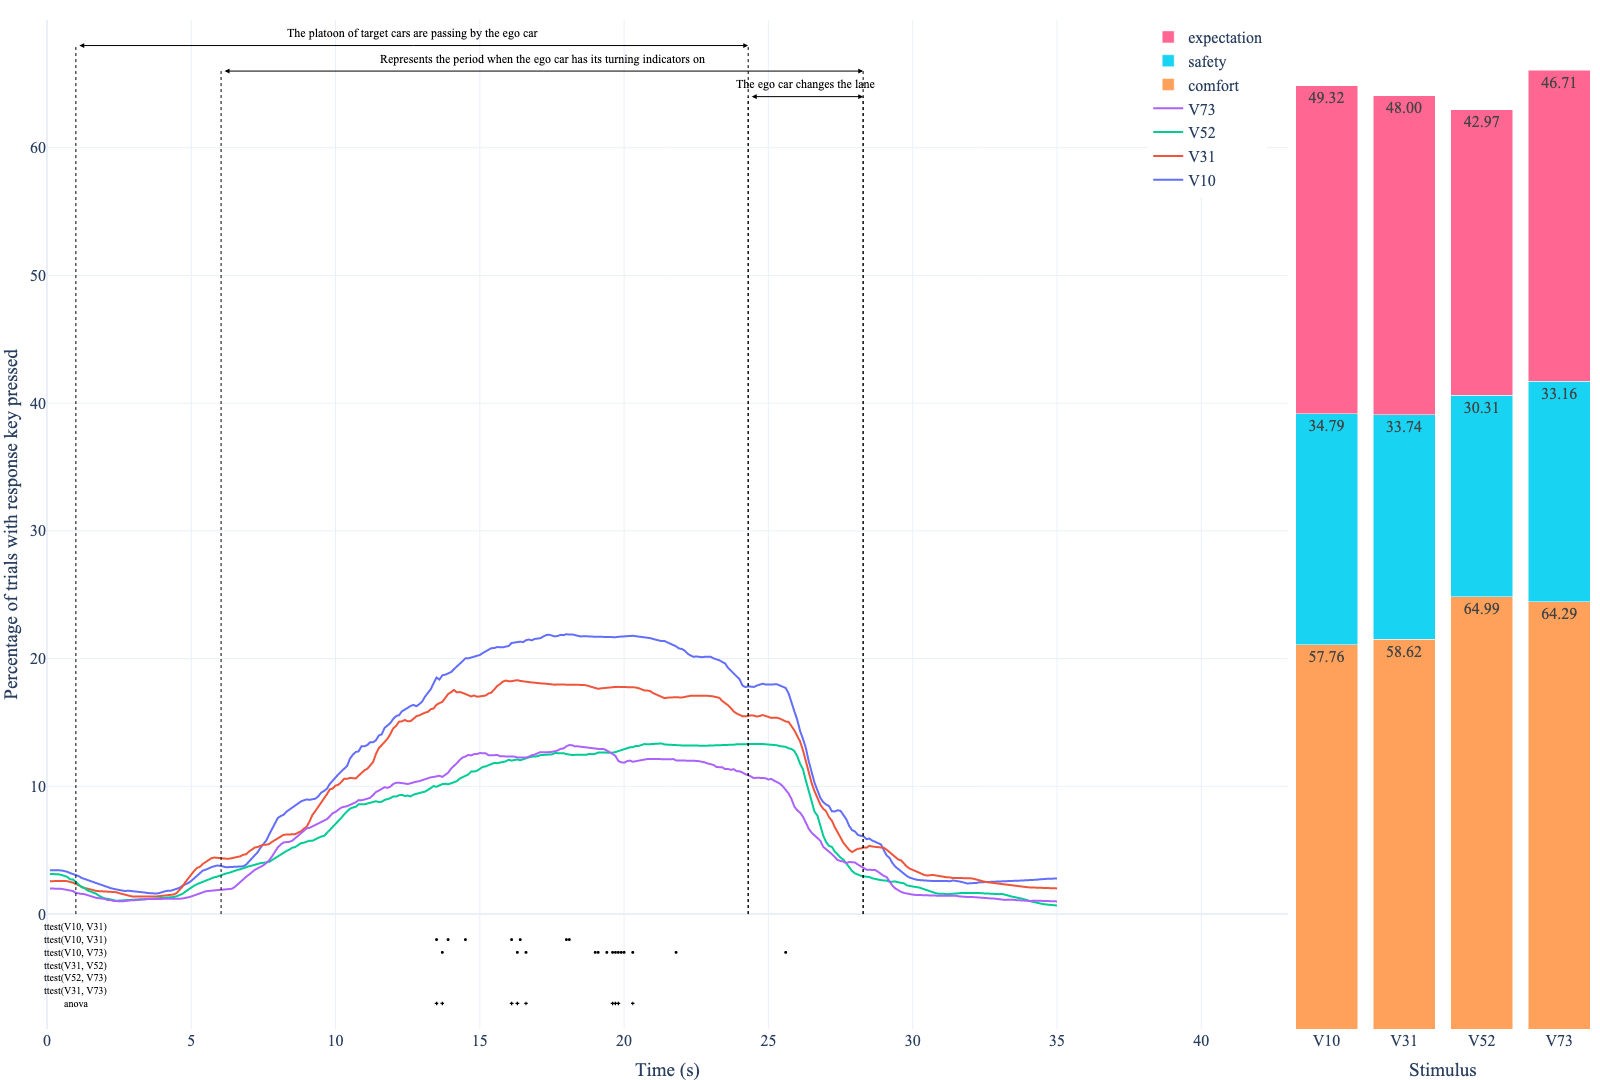 The platoon of target cars are passing by the ego car
Represents the period when the ego car has its turning indicators on
The ego car changes the lane
expectation
safety
comfort
V73
V52
V31
V10
Percentage of trials with response key pressed
60
50
40
30
20
10
0
ttest(V10, V31)
ttest(V10, V31)
ttest(V10, V73)
ttest(V31, V52)
ttest(V52, V73)
ttest(V31, V73)
anova
0 5 10 15 20 25 30 35 40
Time (s)
49.32 48.00 42.97 46.71
34.79 33.74 30.31 33.16
57.76 58.62 64.99 64.29
V10 V31 V52 V73
Stimulus